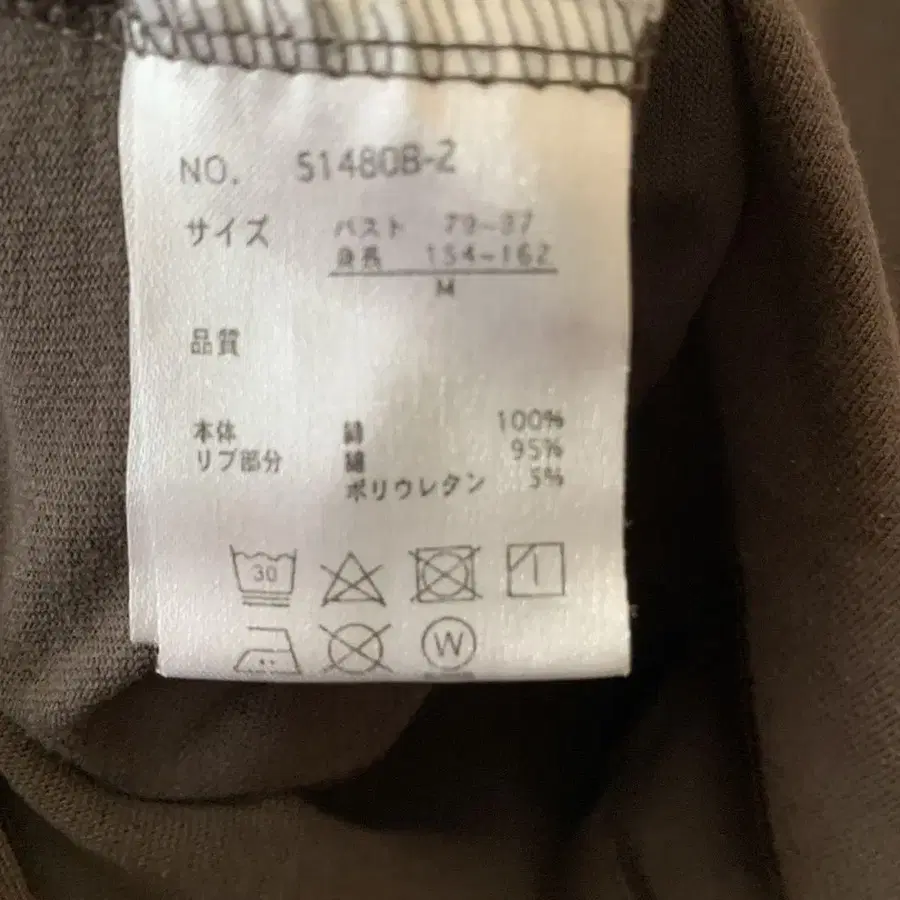 NO. S1480B-2
サイズ バスト 79-87
身長 154-162
M
品質
本体 綿 100%
リブ部分 綿 95%
ポリウレタン 5%
30
W